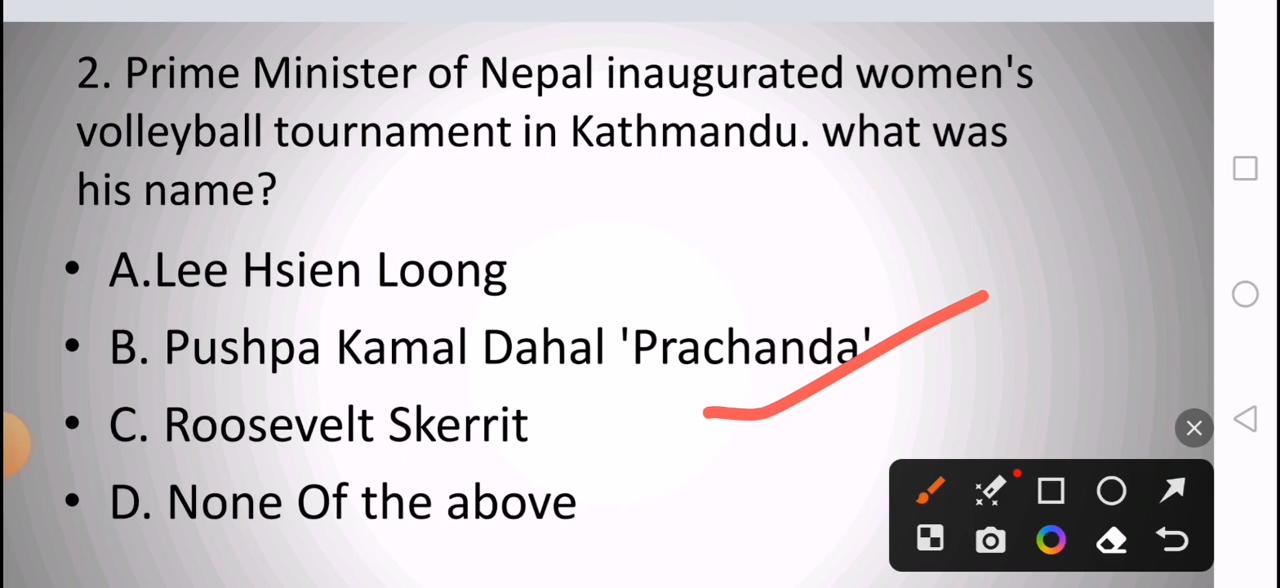 2. Prime Minister of Nepal inaugurated women's
volleyball tournament in Kathmandu. what was
his name?
• A.Lee Hsien Loong
• B. Pushpa Kamal Dahal 'Prachanda'
• C. Roosevelt Skerrit
• D. None Of the above